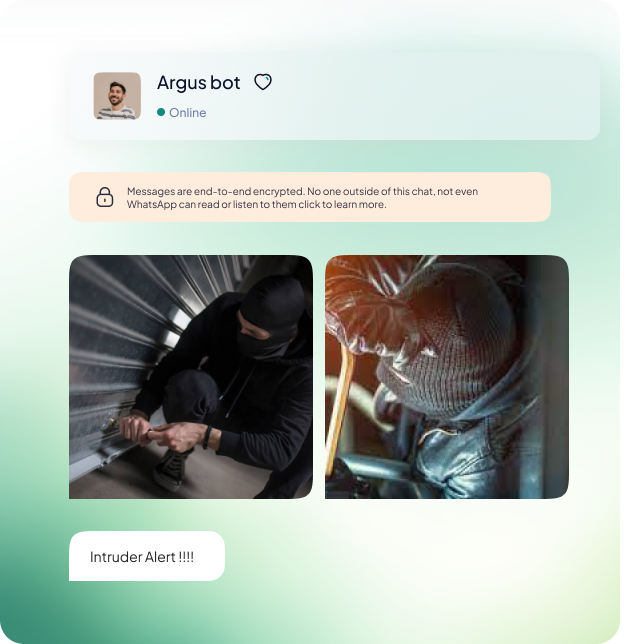 Argus bot
Online
Messages are end-to-end encrypted. No one outside of this chat, not even
WhatsApp can read or listen to them click to learn more.
Intruder Alert !!!!